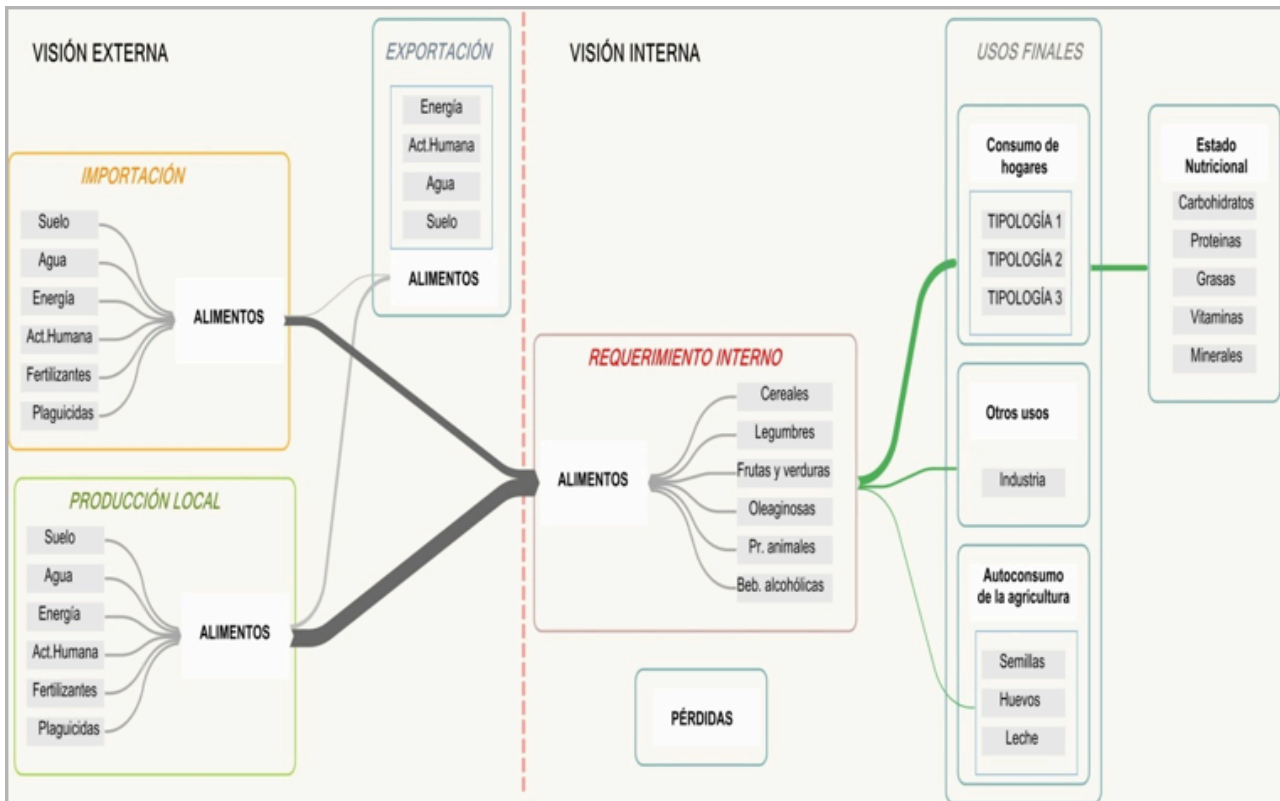 VISIÓN EXTERNA
EXPORTACIÓN
Energía
Act.Humana
Agua
Suelo
ALIMENTOS
IMPORTACIÓN
Suelo
Agua
Energía
Act.Humana
Fertilizantes
Plaguicidas
ALIMENTOS
PRODUCCIÓN LOCAL
Suelo
Agua
Energía
Act.Humana
Fertilizantes
Plaguicidas
ALIMENTOS
VISIÓN INTERNA
REQUERIMIENTO INTERNO
ALIMENTOS
Cereales
Legumbres
Frutas y verduras
Oleaginosas
Pr. animales
Beb. alcohólicas
PÉRDIDAS
USOS FINALES
Consumo de
hogares
TIPOLOGÍA 1
TIPOLOGÍA 2
TIPOLOGÍA 3
Otros usos
Industria
Autoconsumo
de la agricultura
Semillas
Huevos
Leche
Estado
Nutricional
Carbohidratos
Proteinas
Grasas
Vitaminas
Minerales